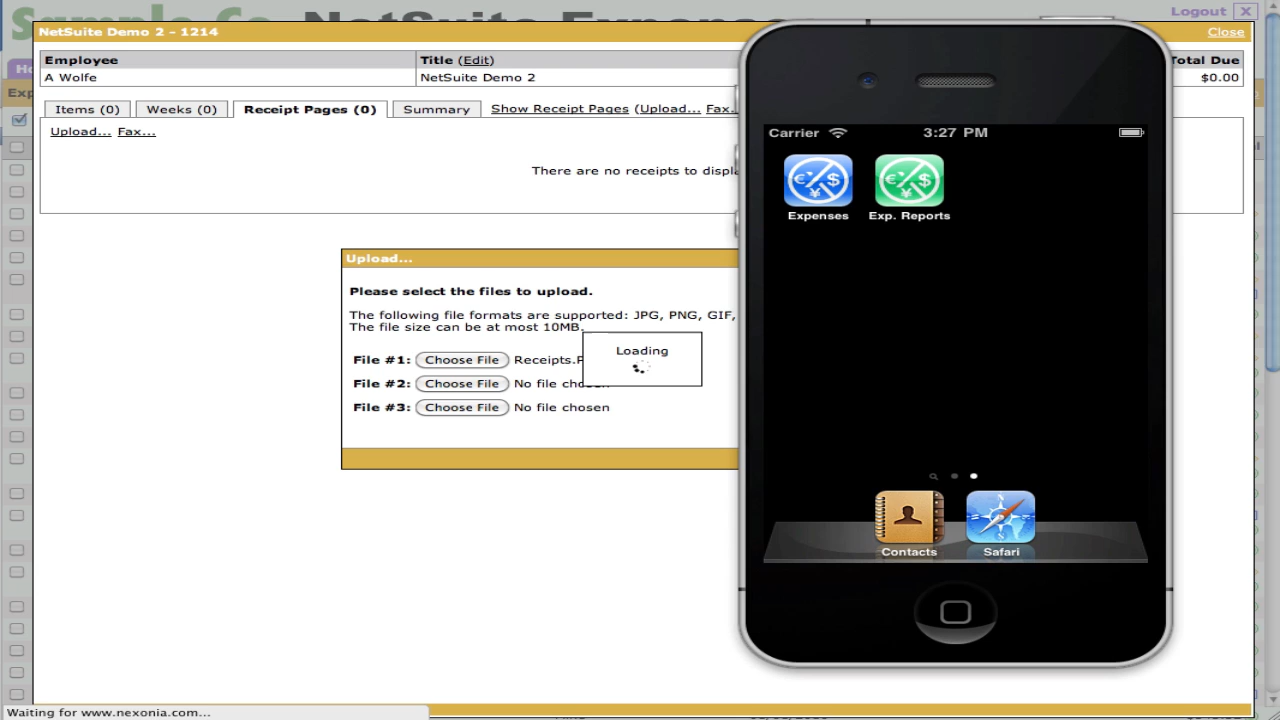 Sample Co NetSuite Expenses
Logout X
NetSuite Demo 2 - 1214
Close
Employee Title (Edit) Total Due
A Wolfe NetSuite Demo 2 $0.00
Items (0) Weeks (0) Receipt Pages (0) Summary Show Receipt Pages (Upload... Fax..
Upload... Fax...
There are no receipts to displa
Upload...
Please select the files to upload.
The following file formats are supported: JPG, PNG, GIF,
The file size can be at most 10MB.
Loading
File #1: Choose File Receipts.P
File #2: Choose File No file chosen
File #3: Choose File No file chosen
Carrier 3:27 PM
Expenses Exp. Reports
Contacts Safari
Waiting for www.nexonia.com...